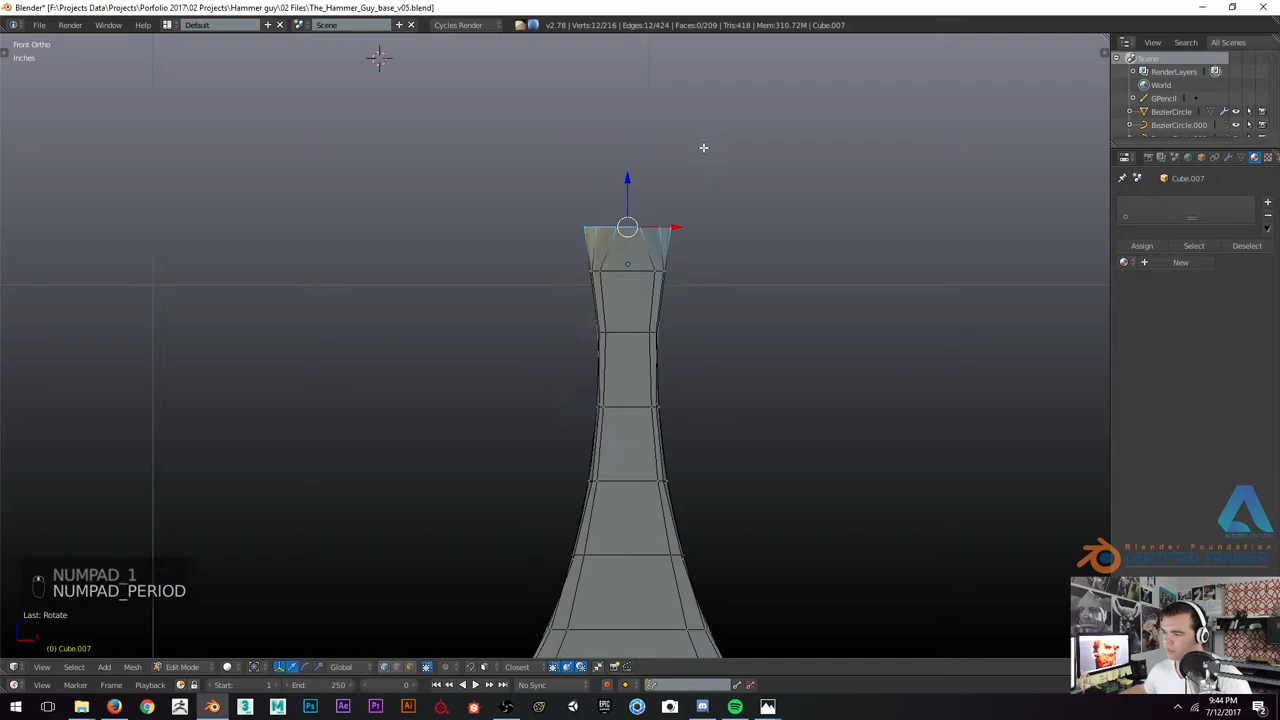 Blender* [F:\Projects Data\Projects\Porfolio 2017\02 Projects\Hammer guy\02 Files\The_Hammer_Guy_base_v05.blend]
File Render Window Help Default Scene Cycles Render v2.78 | Verts:12/216 | Edges:12/424 | Faces:0/209 | Tris:418 | Mem:310.72M | Cube.007
View Search All Scenes
Front Ortho
Inches
Scene
RenderLayers
World
GPencil
BezierCircle
BezierCircle.000
Cube.007
Assign Select Deselect
New
NUMPAD_1
NUMPAD_PERIOD
Last: Rotate
(0) Cube.007
Blender Foundation
CERTIFIED TRAINER
View Select Add Mesh Edit Mode Global Closest
View Marker Frame Playback Start: 1 End: 250 0 No Sync
9:44 PM
7/12/2017